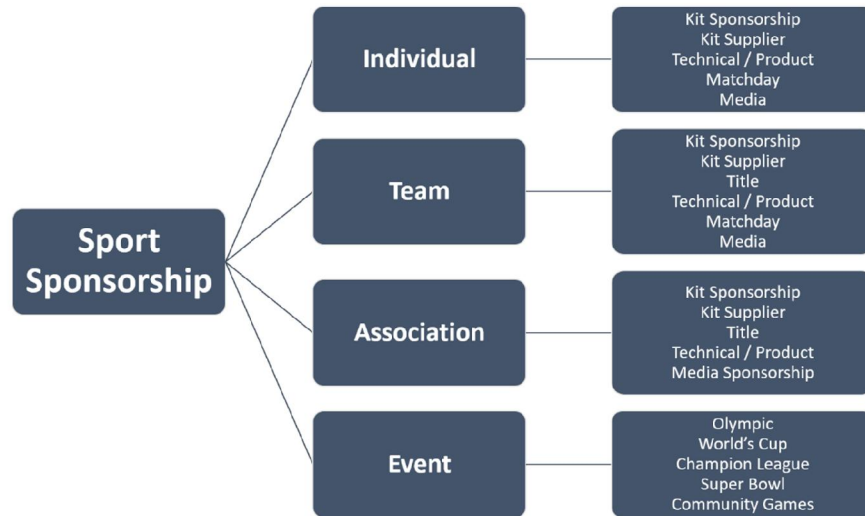 Sport
Sponsorship
Individual
Kit Sponsorship
Kit Supplier
Technical / Product
Matchday
Media
Team
Kit Sponsorship
Kit Supplier
Title
Technical / Product
Matchday
Media
Association
Kit Sponsorship
Kit Supplier
Title
Technical / Product
Media Sponsorship
Event
Olympic
World's Cup
Champion League
Super Bowl
Community Games